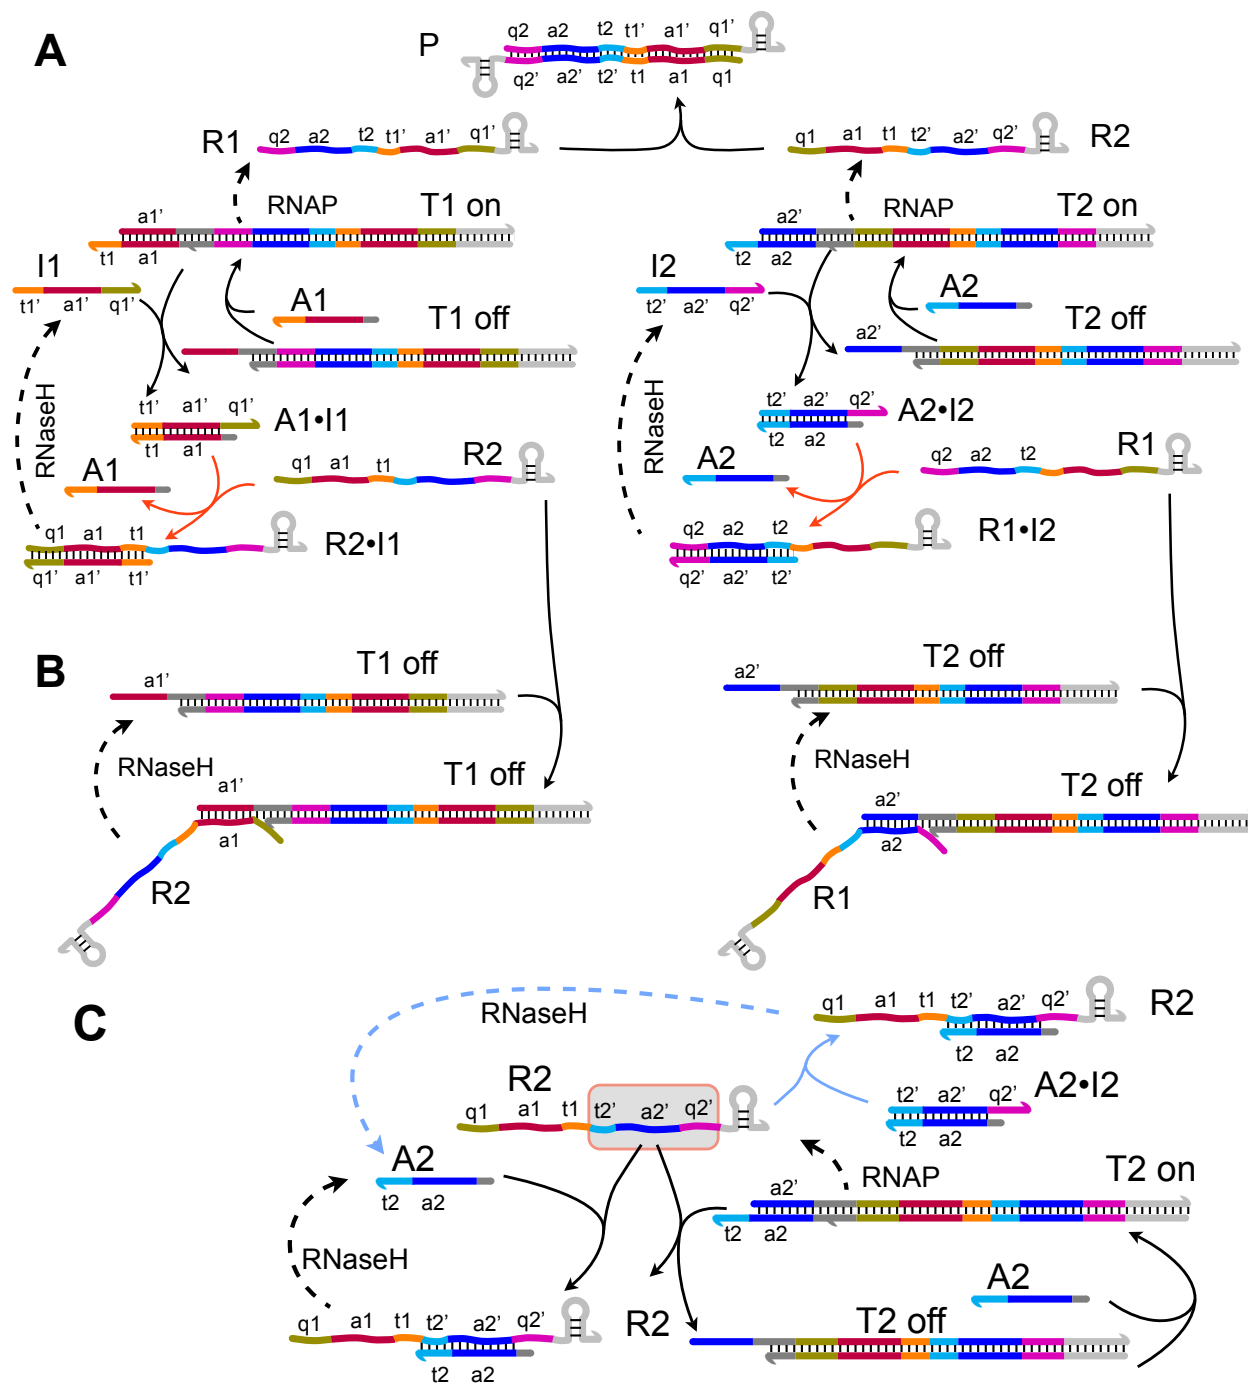 A
P
q2 a2 t2 t1' a1' q1'
q2' a2' t2' t1 a1 q1
R1
q2 a2 t2 t1' a1' q1'
q1 a1 t1 t2' a2' q2'
R2
a1'
RNAP
T1 on
t1 a1
I1
t1' a1' q1'
A1
T1 off
RNaseH
t1' a1' q1'
A1•I1
t1 a1
A1
q1 a1 t1
R2
q1 a1 t1
R2•I1
q1' a1' t1'
a2'
RNAP
T2 on
t2 a2
I2
t2' a2' q2'
A2
a2'
T2 off
RNaseH
t2' a2' q2'
A2•I2
t2 a2
A2
q2 a2 t2
R1
q2 a2 t2
R1•I2
q2' a2' t2'
B
a1'
T1 off
RNaseH
a1'
T1 off
a1
R2
a2'
T2 off
RNaseH
a2'
T2 off
a2
R1
C
RNaseH
q1 a1 t1 t2' a2' q2'
R2
t2 a2
R2
q1 a1 t1 t2' a2' q2'
t2' a2' q2'
A2•I2
t2 a2
A2
t2 a2
RNAP
T2 on
a2'
t2 a2
RNaseH
A2
q1 a1 t1 t2' a2' q2'
R2
t2 a2
T2 off